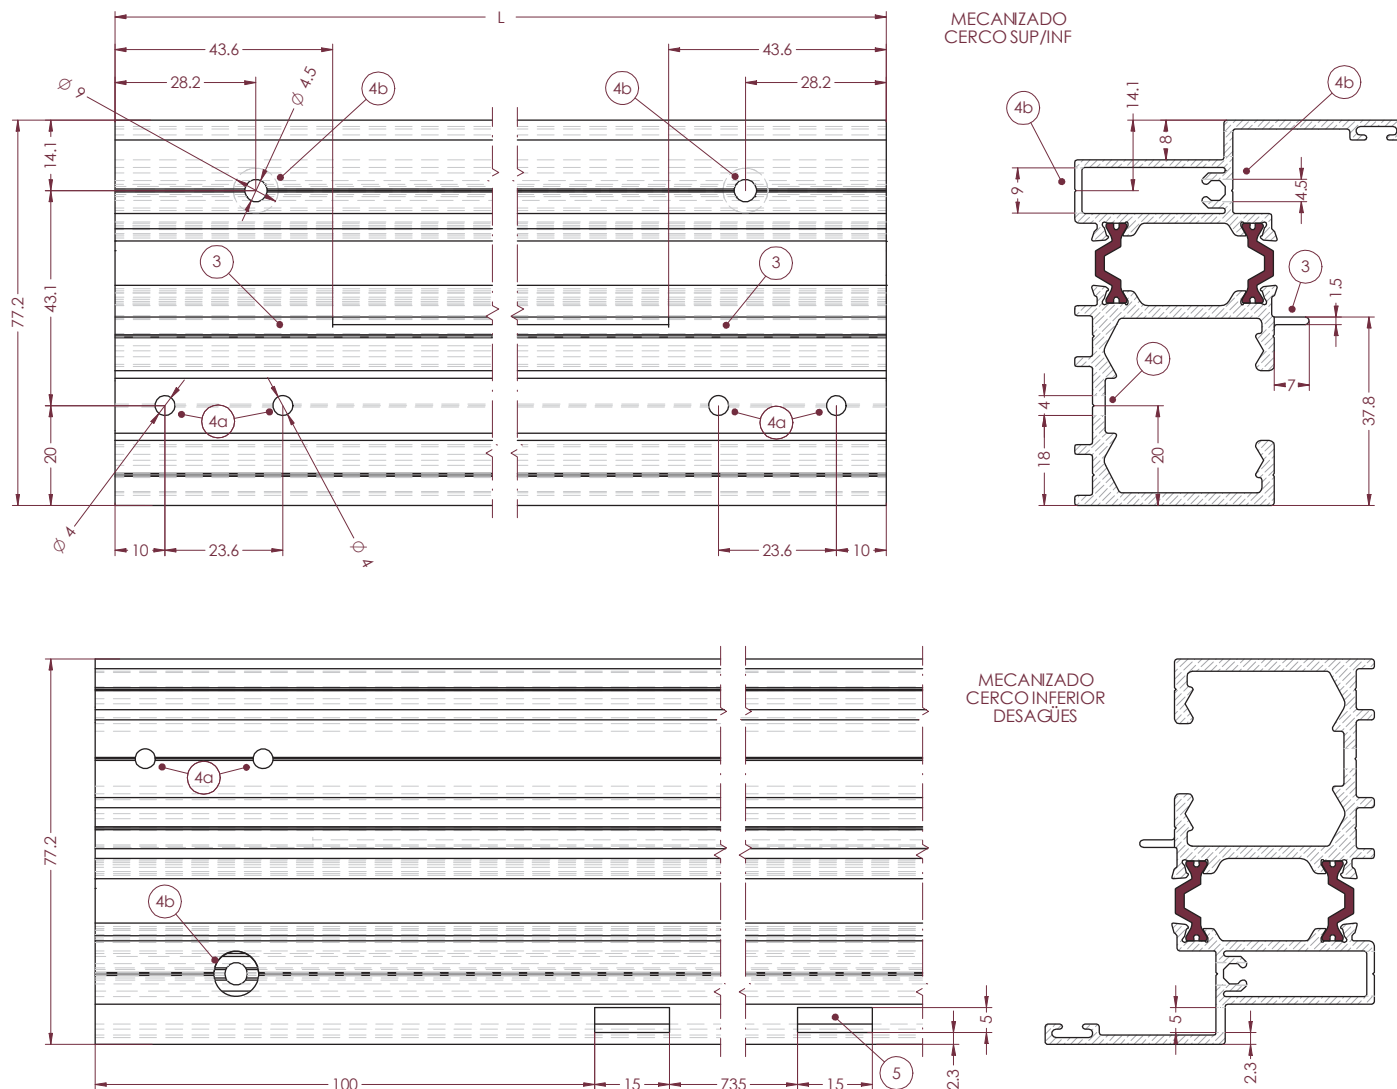 L
MECANIZADO
CERCO SUP/INF
43.6
43.6
28.2
28.2
Ø 9
Ø 4.5
4b
4b
14.1
77.2
43.1
20
3
3
4a
4a
Ø 4
Ø 4
10
23.6
23.6
10
4b
14.1
4b
8
9
4.5
3
1.5
4a
7
4
18
20
37.8
MECANIZADO
CERCO INFERIOR
DESAGÜES
77.2
4a
4b
5
5
2.3
100
15
735
15
5
2.3